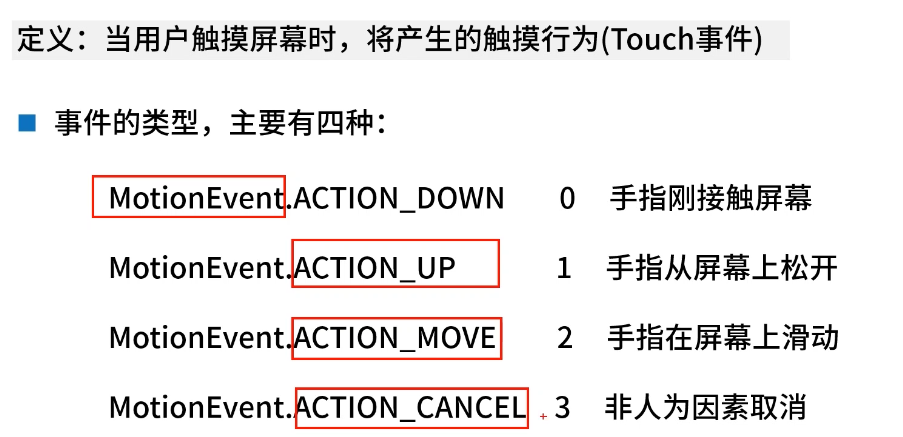 定义：当用户触摸屏幕时，将产生的触摸行为(Touch事件)
事件的类型，主要有四种：
MotionEvent.ACTION_DOWN 0 手指刚接触屏幕
MotionEvent.ACTION_UP 1 手指从屏幕上松开
MotionEvent.ACTION_MOVE 2 手指在屏幕上滑动
MotionEvent.ACTION_CANCEL 3 非人为因素取消